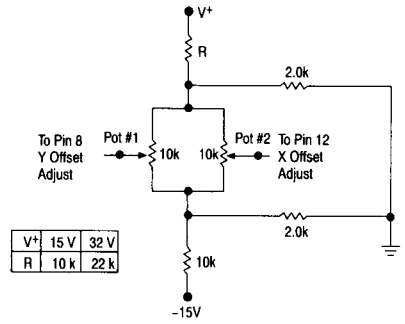 V+
R
2.0k
To Pin 8
Y Offset
Adjust
Pot #1
10k
10k
Pot #2
To Pin 12
X Offset
Adjust
2.0k
V+ 15 V 32 V
R 10 k 22 k
10k
–15V